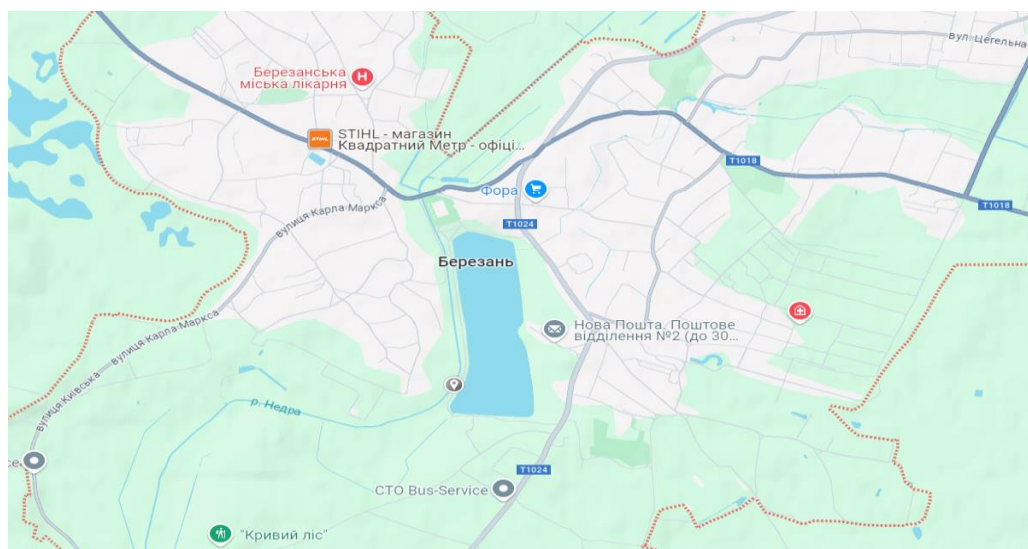 вул. Цегельна
Березанська
міська лікарня
H
STIHL
STIHL - магазин
Квадратний Метр - офіці...
T1018
Фора
T1018
вулиця Карла Маркса
T1024
Березань
Нова Пошта. Поштове
відділення №2 (до 30...
вулиця Карла Маркса
вулиця Київська
р. Недра
T1024
СТО Bus-Service
"Кривий ліс"